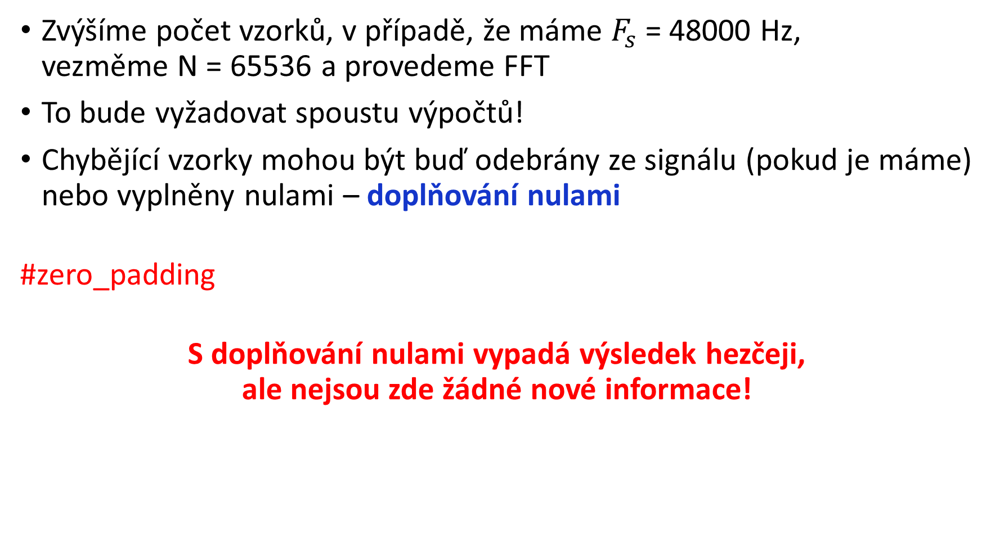 • Zvýšíme počet vzorků, v případě, že máme Fₛ = 48000 Hz,
vezměme N = 65536 a provedeme FFT
• To bude vyžadovat spoustu výpočtů!
• Chybějící vzorky mohou být buď odebrány ze signálu (pokud je máme)
nebo vyplněny nulami – doplňování nulami
#zero_padding
S doplňování nulami vypadá výsledek hezčeji,
ale nejsou zde žádné nové informace!